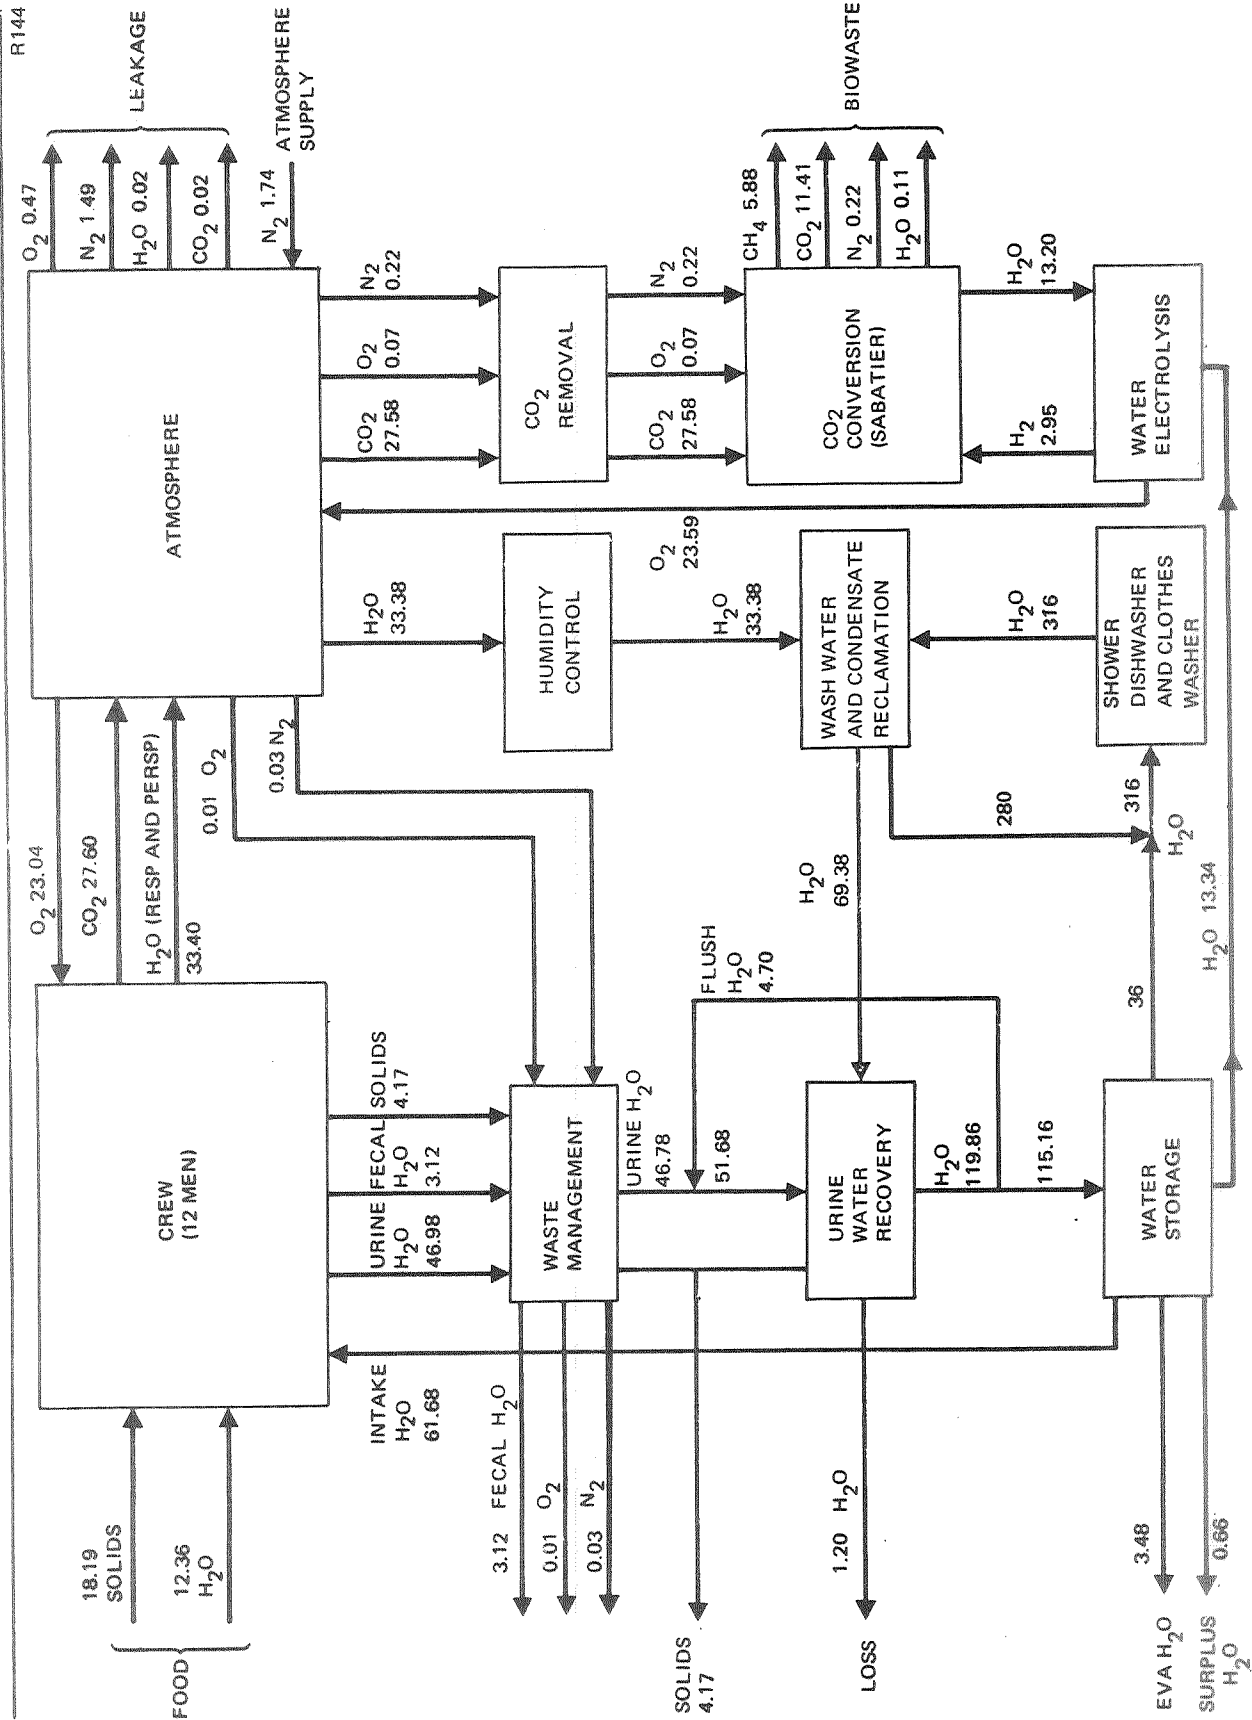 R144
FOOD
18.19
SOLIDS
12.36
H2O
CREW
(12 MEN)
O2 23.04
CO2 27.60
H2O (RESP AND PERSP)
33.40
0.01 O2
0.03 N2
ATMOSPHERE
O2 0.47
N2 1.49
H2O 0.02
CO2 0.02
LEAKAGE
N2 1.74
ATMOSPHERE
SUPPLY
INTAKE
H2O
61.68
URINE
H2O
46.98
FECAL
H2O
3.12
SOLIDS
4.17
H2O
33.38
CO2
27.58
O2
0.07
N2
0.22
3.12 FECAL H2O
0.01 O2
0.03 N2
WASTE
MANAGEMENT
HUMIDITY
CONTROL
CO2
REMOVAL
SOLIDS
4.17
URINE H2O
46.78
51.68
FLUSH
H2O
4.70
O2
23.59
H2O
33.38
CO2
27.58
O2
0.07
N2
0.22
LOSS
1.20 H2O
URINE
WATER
RECOVERY
H2O
69.38
WASH WATER
AND CONDENSATE
RECLAMATION
CO2
CONVERSION
(SABATIER)
CH4 5.88
CO2 11.41
N2 0.22
H2O 0.11
BIOWASTE
H2O
119.86
115.16
280
H2O
316
H2
2.95
H2O
13.20
EVA H2O
3.48
SURPLUS
H2O
0.66
WATER
STORAGE
36
316
H2O
SHOWER
DISHWASHER
AND CLOTHES
WASHER
WATER
ELECTROLYSIS
H2O 13.34